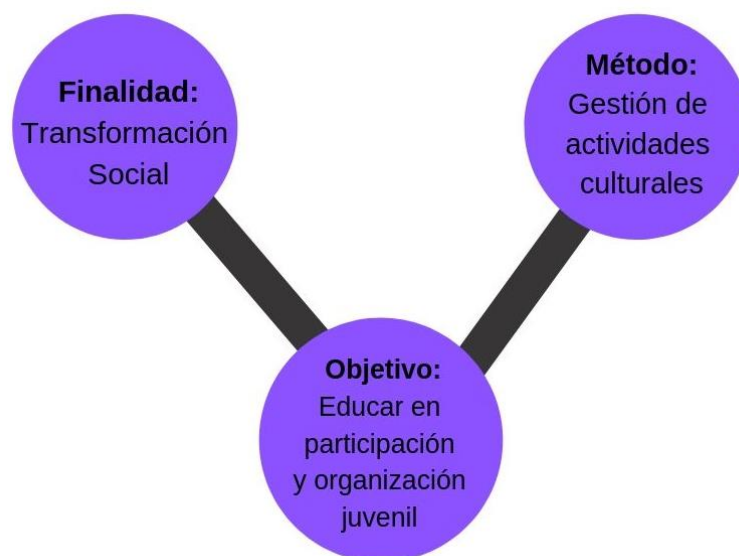 Finalidad:
Transformación
Social
Método:
Gestión de
actividades
culturales
Objetivo:
Educar en
participación
y organización
juvenil